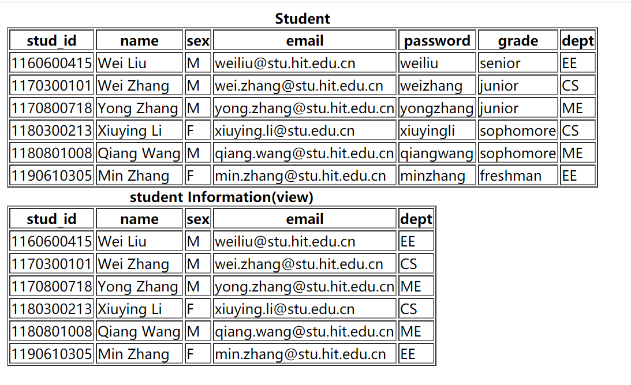 Student
stud_id name sex email password grade dept
1160600415 Wei Liu M weiliu@stu.hit.edu.cn weiliu senior EE
1170300101 Wei Zhang M wei.zhang@stu.hit.edu.cn weizhang junior CS
1170800718 Yong Zhang M yong.zhang@stu.hit.edu.cn yongzhang junior ME
1180300213 Xiuying Li F xiuying.li@stu.edu.cn xiuyingli sophomore CS
1180801008 Qiang Wang M qiang.wang@stu.hit.edu.cn qiangwang sophomore ME
1190610305 Min Zhang F min.zhang@stu.hit.edu.cn minzhang freshman EE
student Information(view)
stud_id name sex email dept
1160600415 Wei Liu M weiliu@stu.hit.edu.cn EE
1170300101 Wei Zhang M wei.zhang@stu.hit.edu.cn CS
1170800718 Yong Zhang M yong.zhang@stu.hit.edu.cn ME
1180300213 Xiuying Li F xiuying.li@stu.edu.cn CS
1180801008 Qiang Wang M qiang.wang@stu.hit.edu.cn ME
1190610305 Min Zhang F min.zhang@stu.hit.edu.cn EE